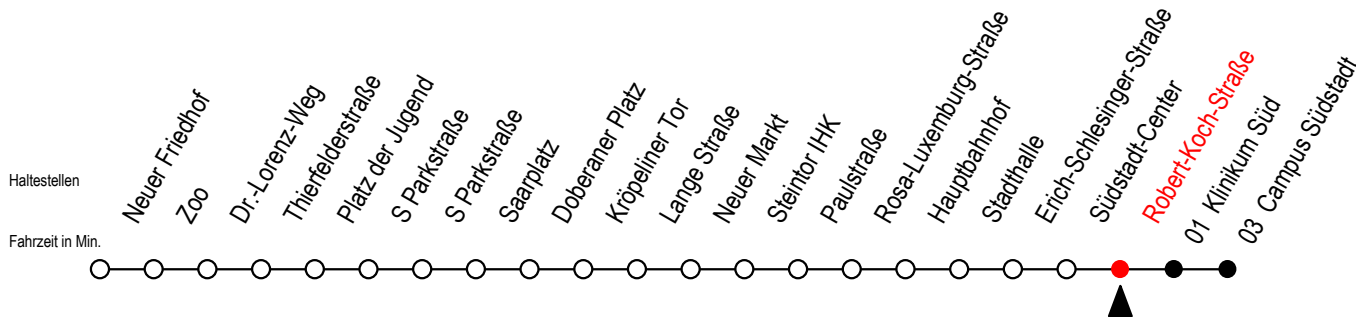 Haltestellen
Fahrzeit in Min.
Neuer Friedhof
Zoo
Dr.-Lorenz-Weg
Thierfelderstraße
Platz der Jugend
S Parkstraße
S Parkstraße
Saarplatz
Doberaner Platz
Kröpeliner Tor
Lange Straße
Neuer Markt
Steintor IHK
Paulstraße
Rosa-Luxemburg-Straße
Hauptbahnhof
Stadthalle
Erich-Schlesinger-Straße
Südstadt-Center
Robert-Koch-Straße
01 Klinikum Süd
03 Campus Südstadt